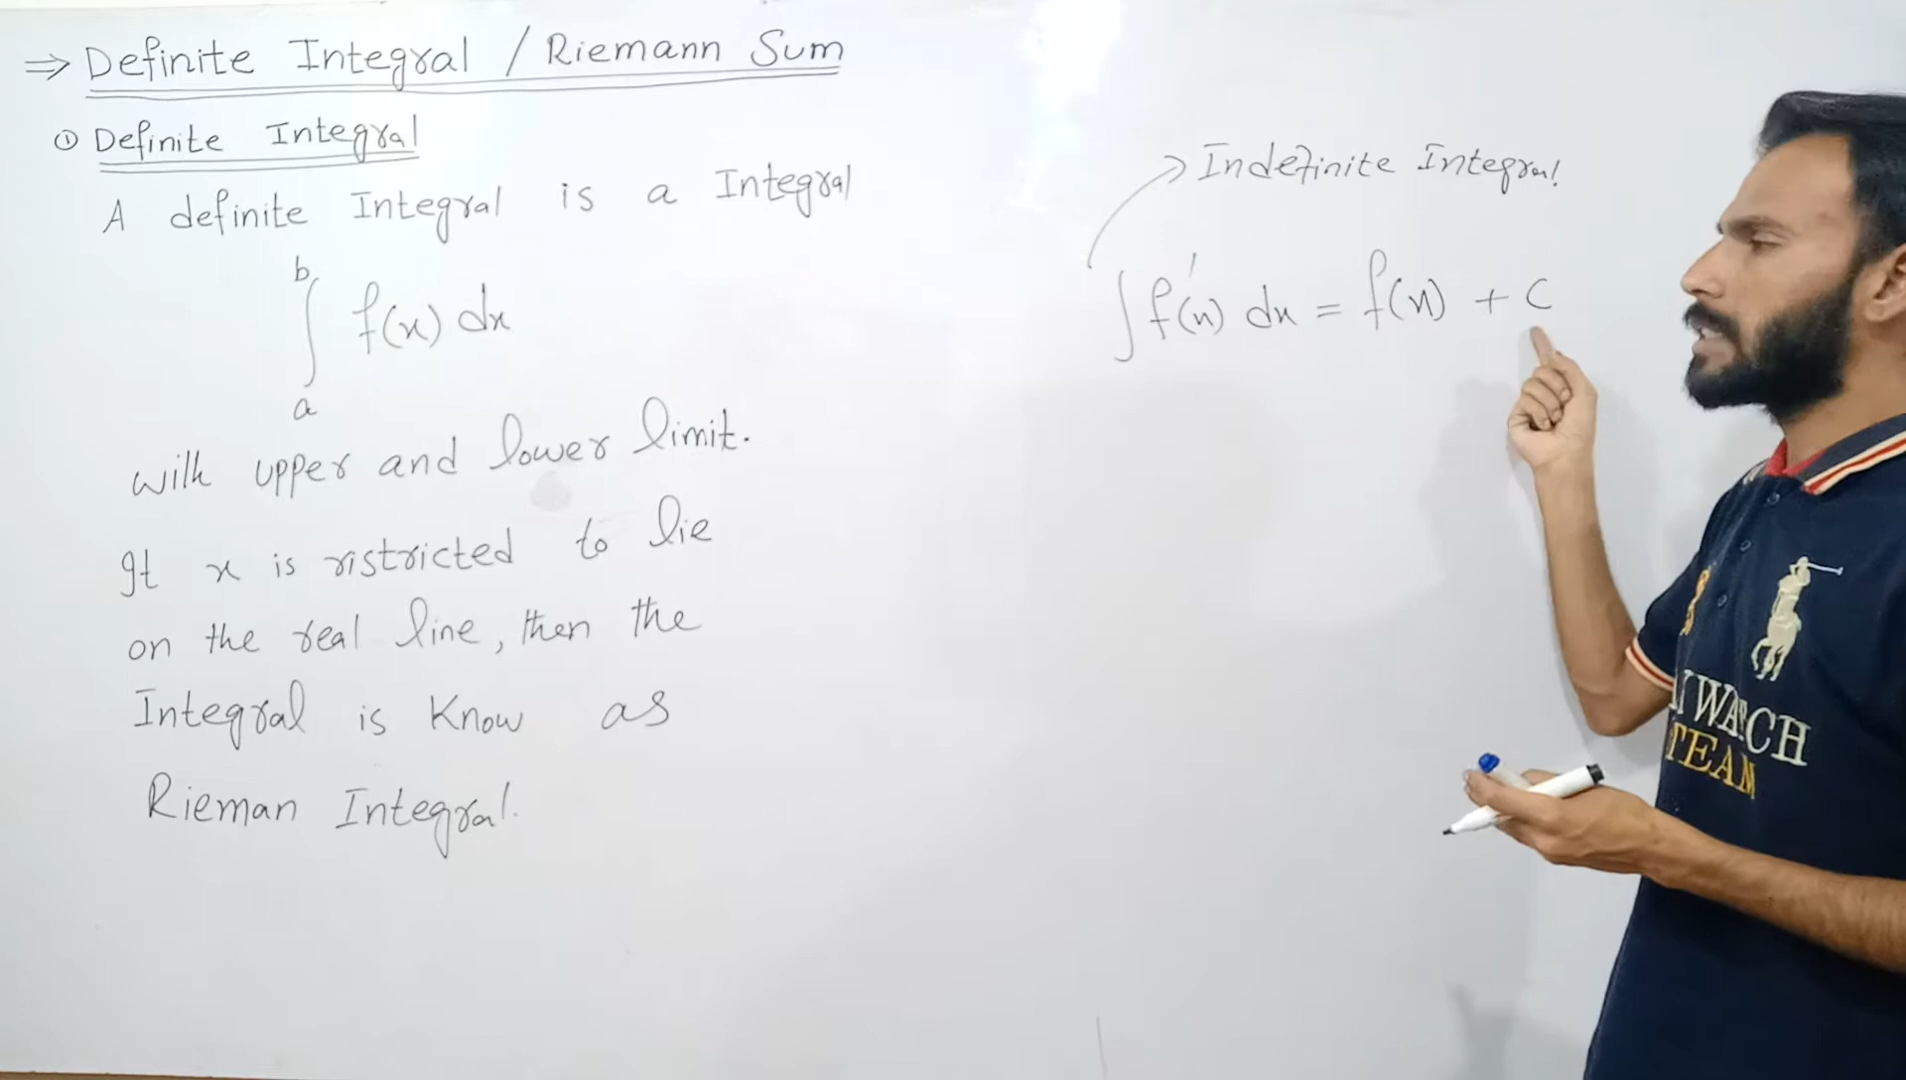 ⇒ Definite Integral / Riemann Sum
① Definite Integral
A definite Integral is a Integral
b
∫ f(x) dx
a
with upper and lower limit.
If x is ristricted to lie
on the real line, then the
Integral is Know as
Rieman Integral.
→ Indefinite Integral
∫ f'(x) dx = f(x) + c
WATCH
TEAM